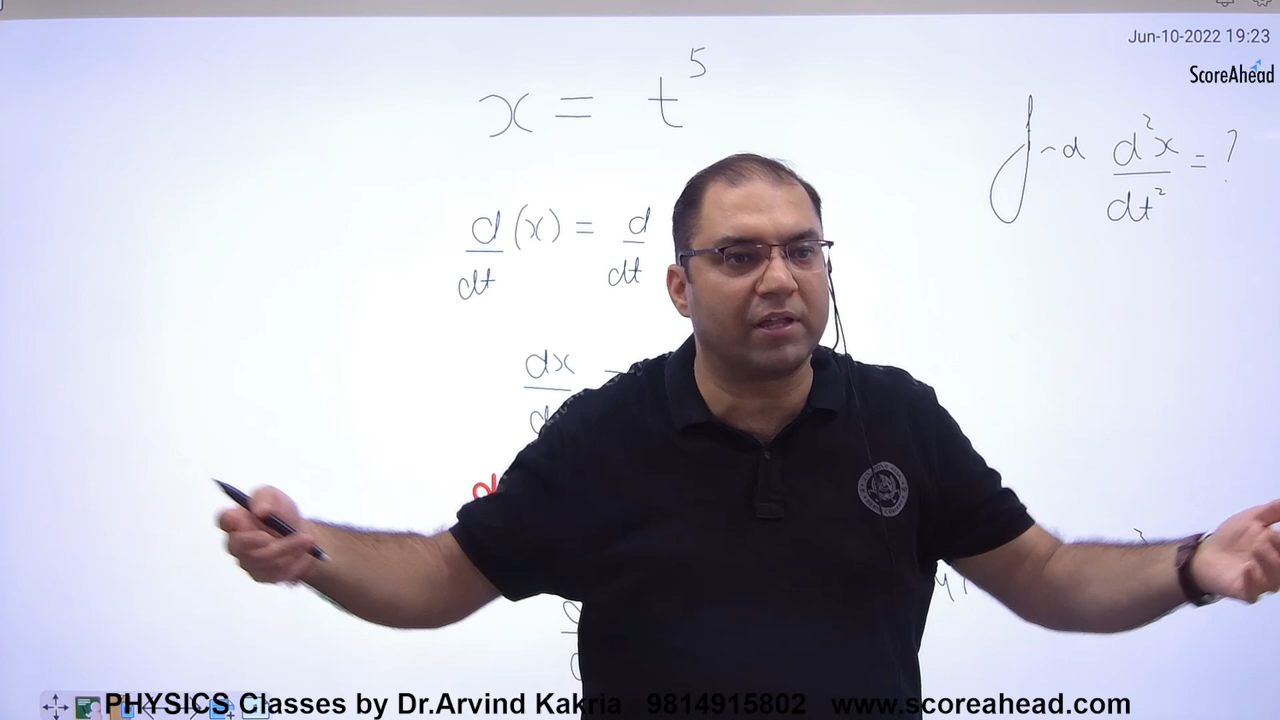 Jun-10-2022 19:23
ScoreAhead
x = t⁵
d²x/dt² = ?
d/dt (x) = d/dt
dx
PHYSICS Classes by Dr.Arvind Kakria 9814915802 www.scoreahead.com